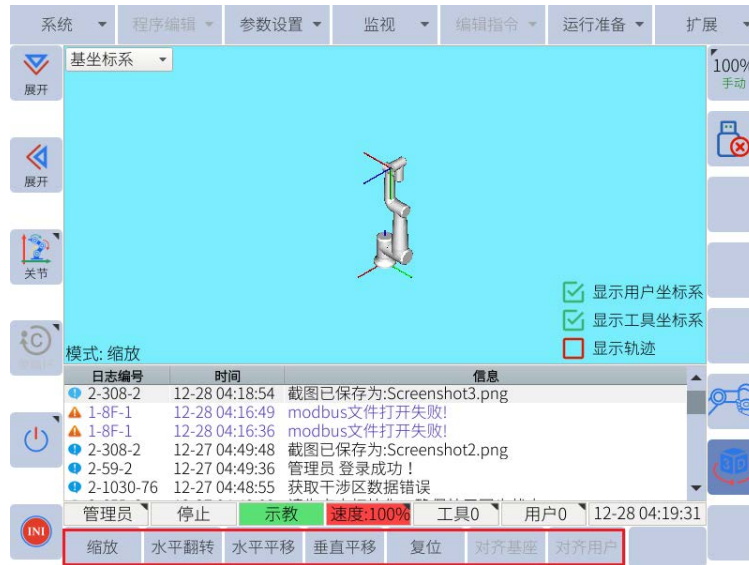 系统 程序编辑 参数设置 监视 编辑指令 运行准备 扩展
基坐标系
100%
手动
展开
展开
关节
显示用户坐标系
显示工具坐标系
显示轨迹
模式: 缩放
日志编号 时间 信息
2-308-2 12-28 04:18:54 截图已保存为:Screenshot3.png
1-8F-1 12-28 04:16:49 modbus文件打开失败!
1-8F-1 12-28 04:16:36 modbus文件打开失败!
2-308-2 12-27 04:49:48 截图已保存为:Screenshot2.png
2-59-2 12-27 04:49:36 管理员 登录成功！
2-1030-76 12-27 04:48:55 获取干涉区数据错误
管理员 停止 示教 速度:100% 工具0 用户0 12-28 04:19:31
INI
3D
缩放 水平翻转 水平平移 垂直平移 复位 对齐基座 对齐用户